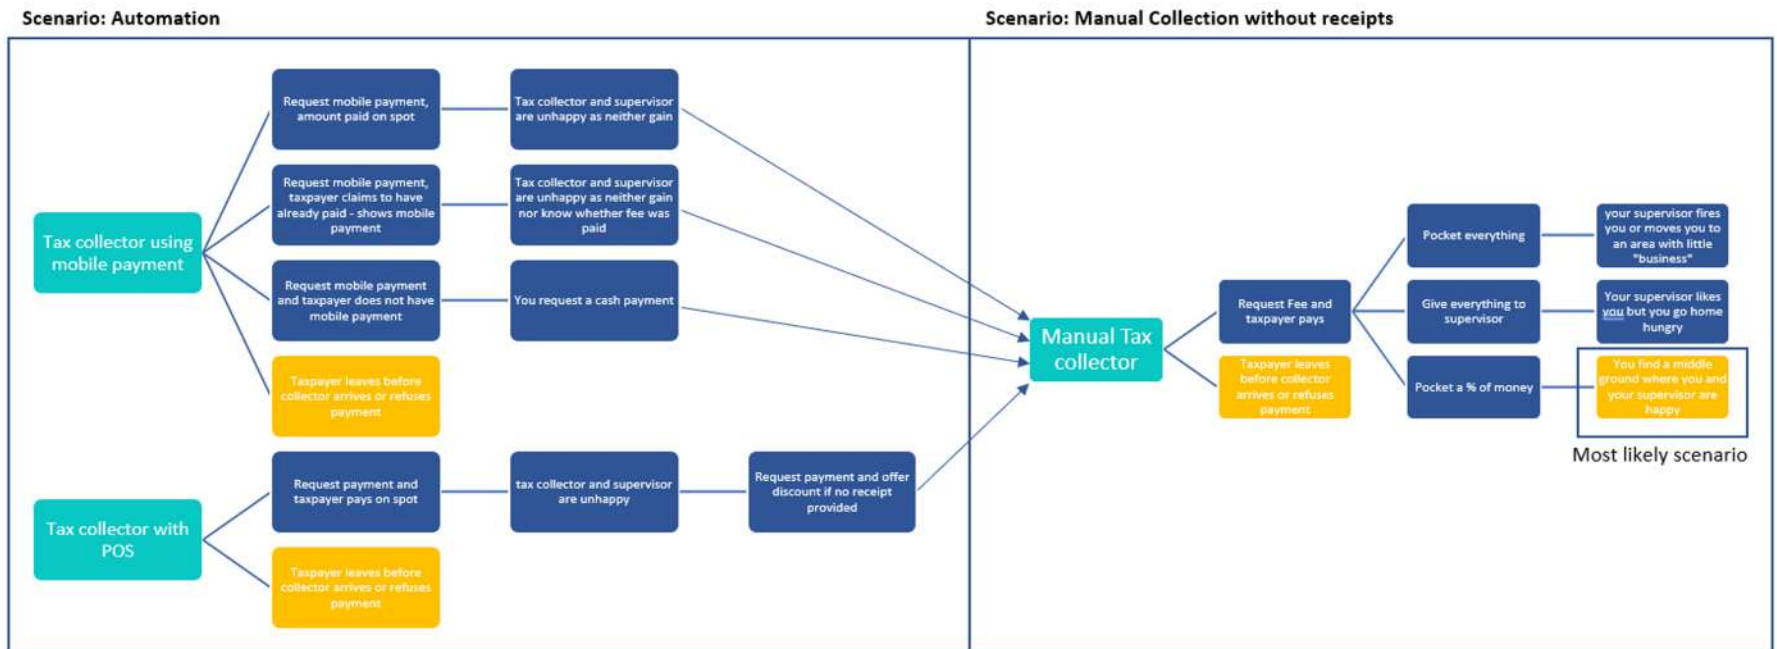 Scenario: Automation
Scenario: Manual Collection without receipts
Tax collector using
mobile payment
Request mobile payment,
amount paid on spot
Tax collector and supervisor
are unhappy as neither gain
Request mobile payment,
taxpayer claims to have
already paid - shows mobile
payment
Tax collector and supervisor
are unhappy as neither gain
nor know whether fee was
paid
Request mobile payment
and taxpayer does not have
mobile payment
You request a cash payment
Taxpayer leaves before
collector arrives or refuses
payment
Tax collector with
POS
Request payment and
taxpayer pays on spot
tax collector and supervisor
are unhappy
Request payment and offer
discount if no receipt
provided
Taxpayer leaves before
collector arrives or refuses
payment
Manual Tax
collector
Request Fee and
taxpayer pays
Taxpayer leaves
before collector
arrives or refuses
payment
Pocket everything
your supervisor fires
you or moves you to
an area with little
"business"
Give everything to
supervisor
Your supervisor likes
you but you go home
hungry
Pocket a % of money
You find a middle
ground where you and
your supervisor are
happy
Most likely scenario